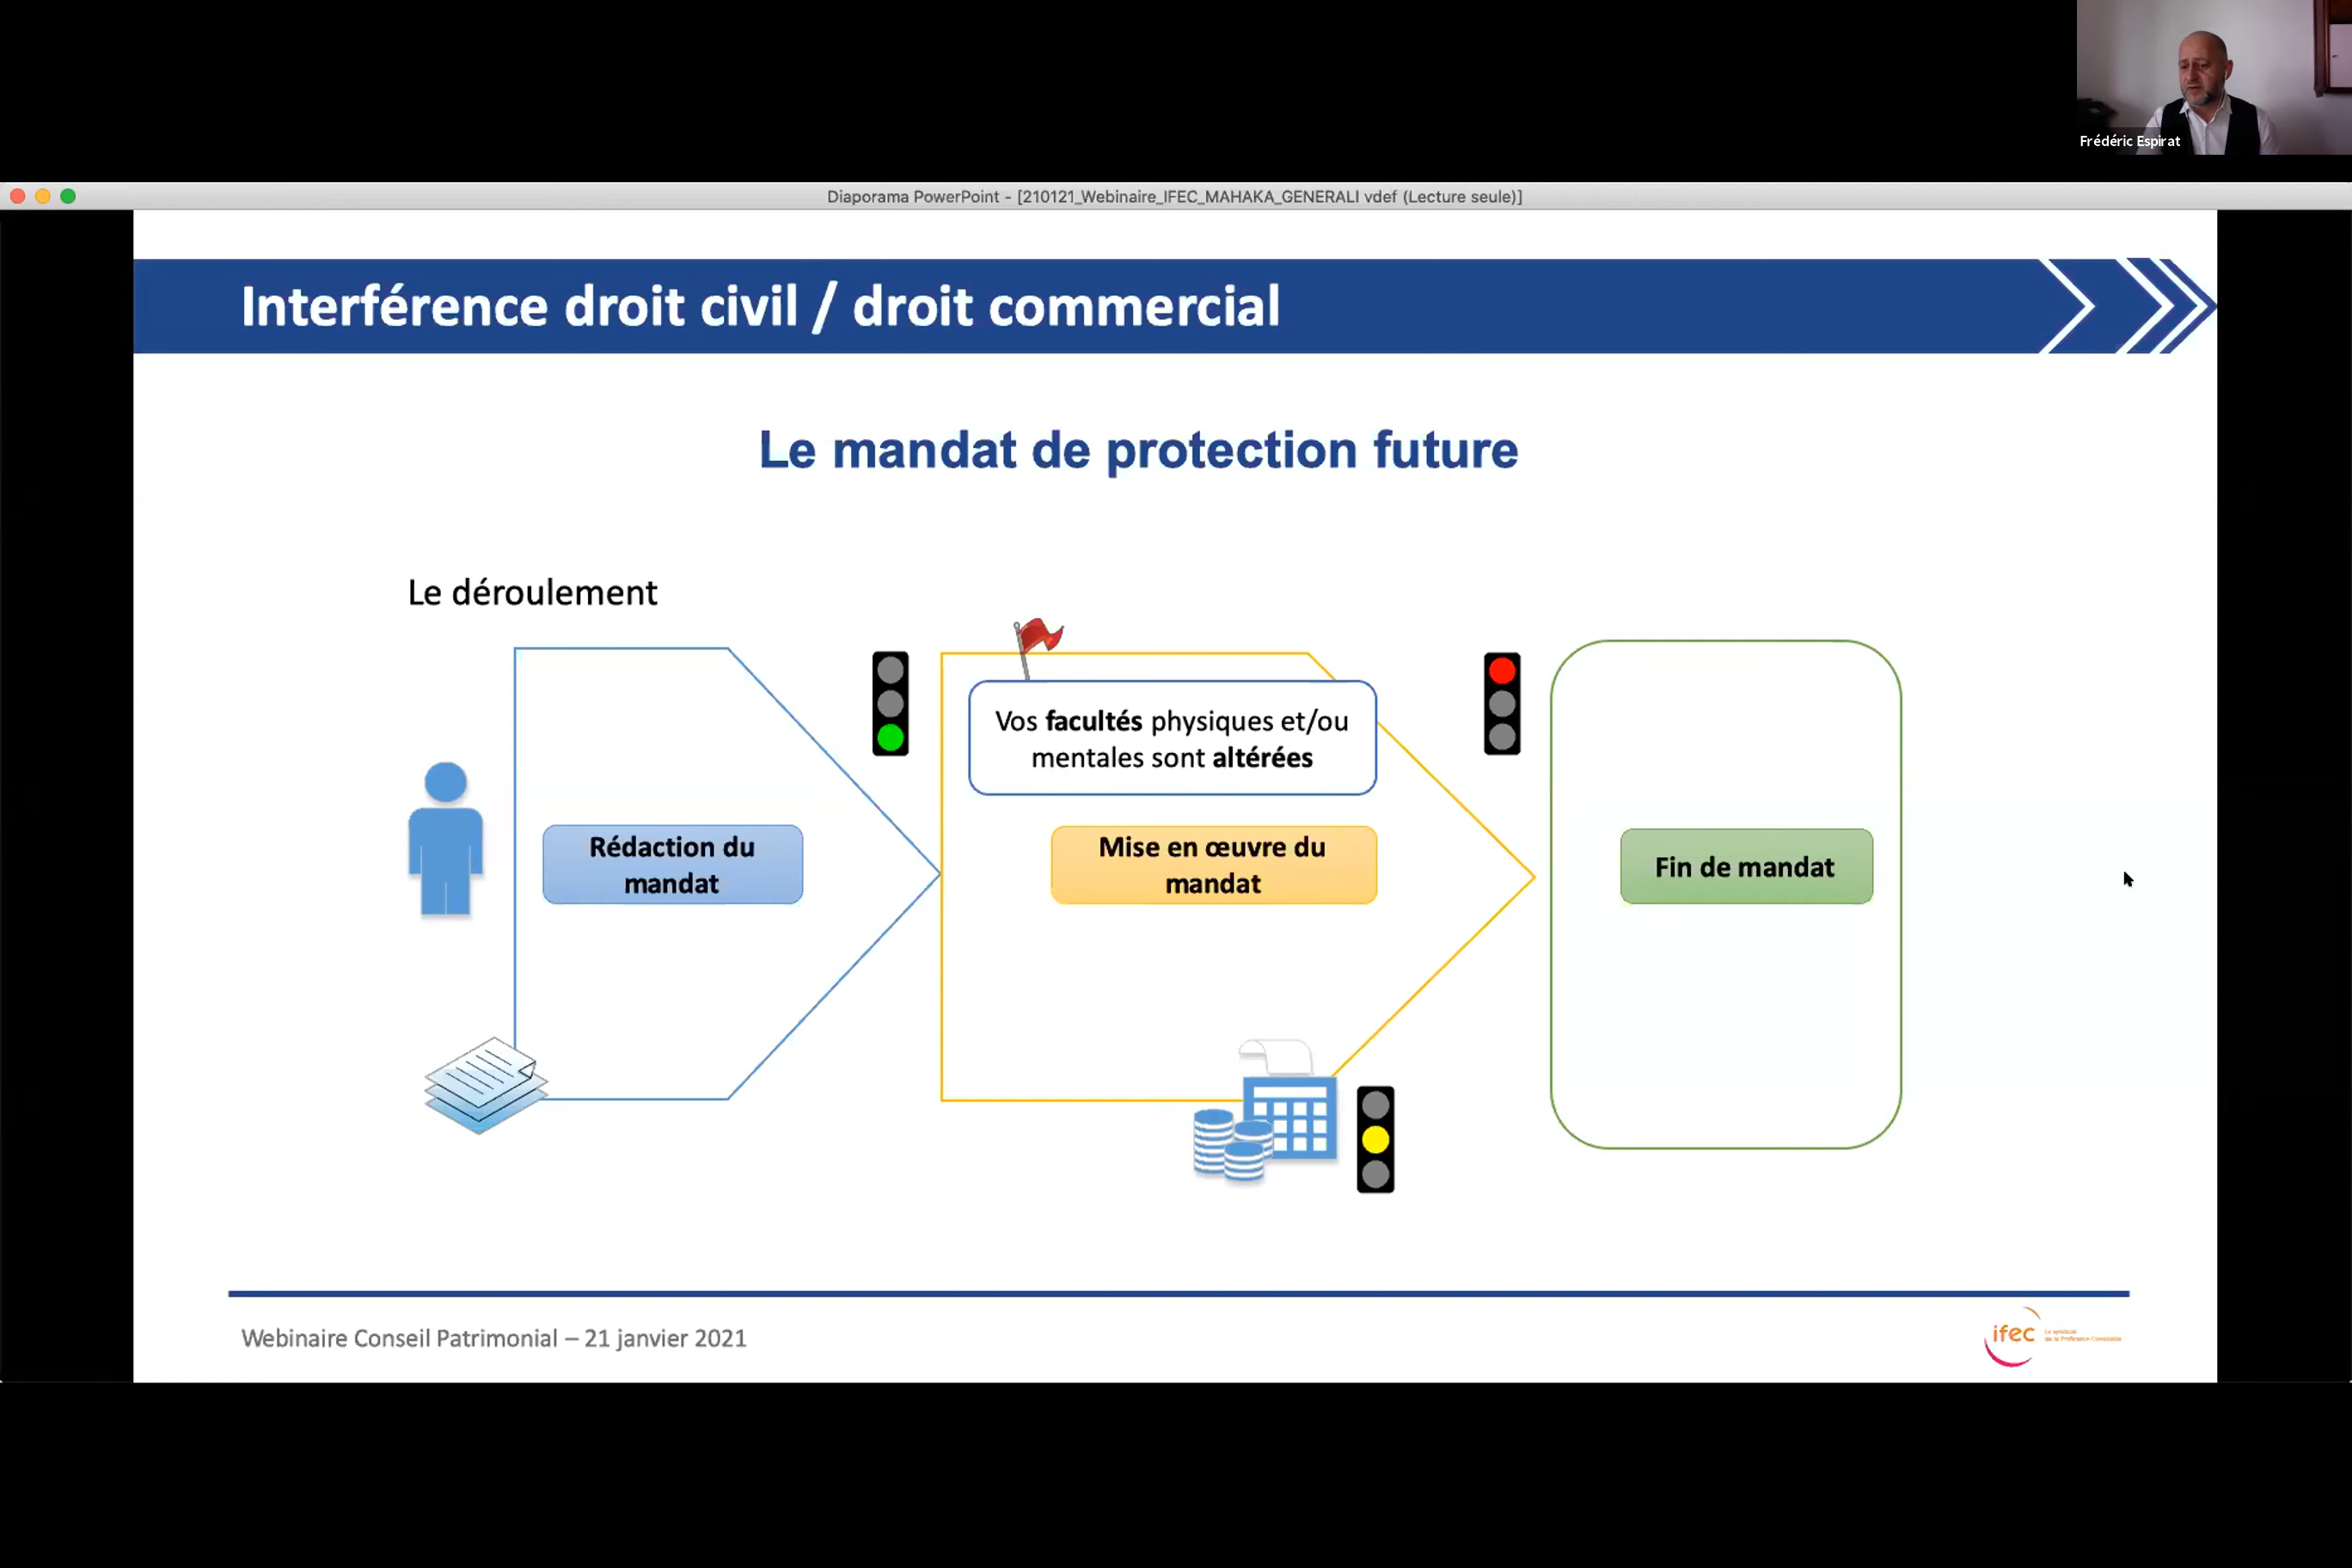 Frédéric Espirat
Diaporama PowerPoint - [210121_Webinaire_IFEC_MAHAKA_GENERALI vdef (Lecture seule)]
Interférence droit civil / droit commercial
Le mandat de protection future
Le déroulement
Vos facultés physiques et/ou
mentales sont altérées
Rédaction du
mandat
Mise en œuvre du
mandat
Fin de mandat
Webinaire Conseil Patrimonial – 21 janvier 2021
ifec